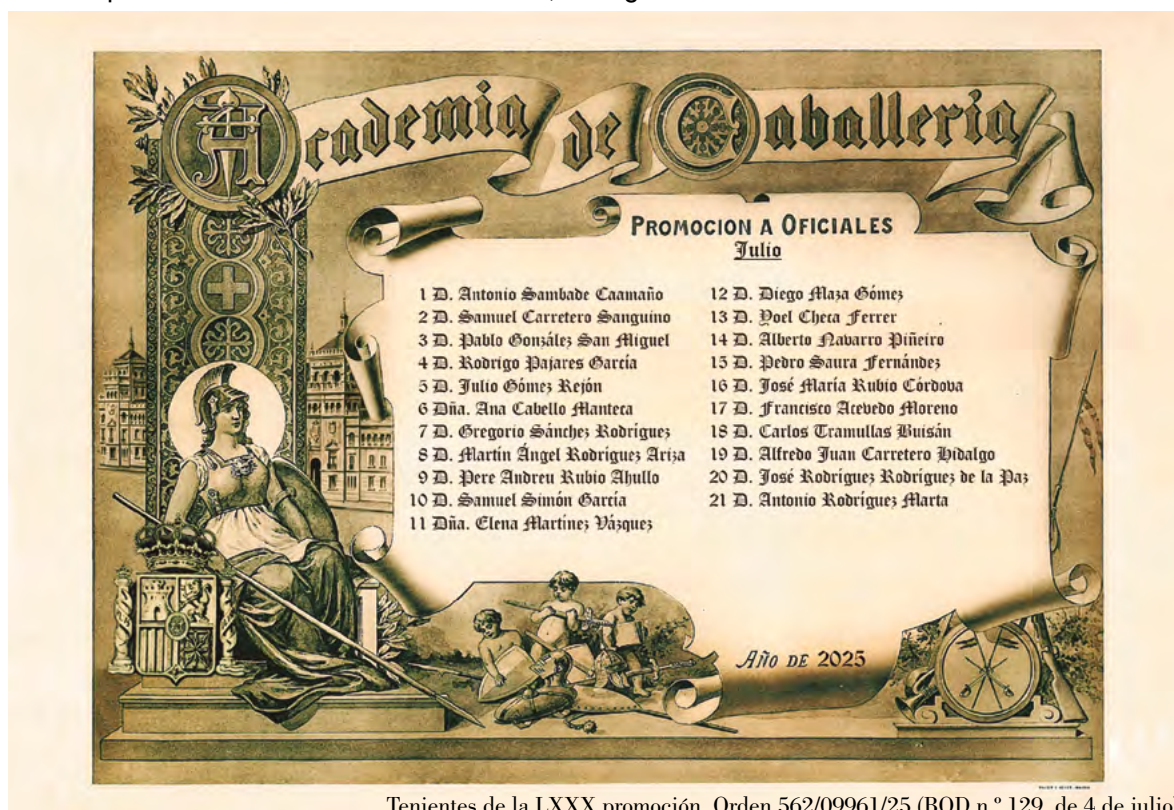 Academia de Caballería
PROMOCION A OFICIALES
Julio
1 D. Antonio Sambade Caamaño
2 D. Samuel Carretero Sanguino
3 D. Pablo González San Miguel
4 D. Rodrigo Pajares García
5 D. Julio Gómez Rejón
6 Dña. Ana Cabello Manteca
7 D. Gregorio Sánchez Rodríguez
8 D. Martín Ángel Rodríguez Ariza
9 D. Pere Andreu Rubio Ahullo
10 D. Samuel Simón García
11 Dña. Elena Martínez Vázquez
12 D. Diego Maza Gómez
13 D. Yoel Checa Ferrer
14 D. Alberto Navarro Piñeiro
15 D. Pedro Saura Fernández
16 D. José María Rubio Córdova
17 D. Francisco Acevedo Moreno
18 D. Carlos Tramullas Buisán
19 D. Alfredo Juan Carretero Hidalgo
20 D. José Rodríguez Rodríguez de la Paz
21 D. Antonio Rodríguez Marta
AÑO DE 2025
Tenientes de la LXXX promoción. Orden 562/09961/25 (BOD n.º 129, de 4 de julio